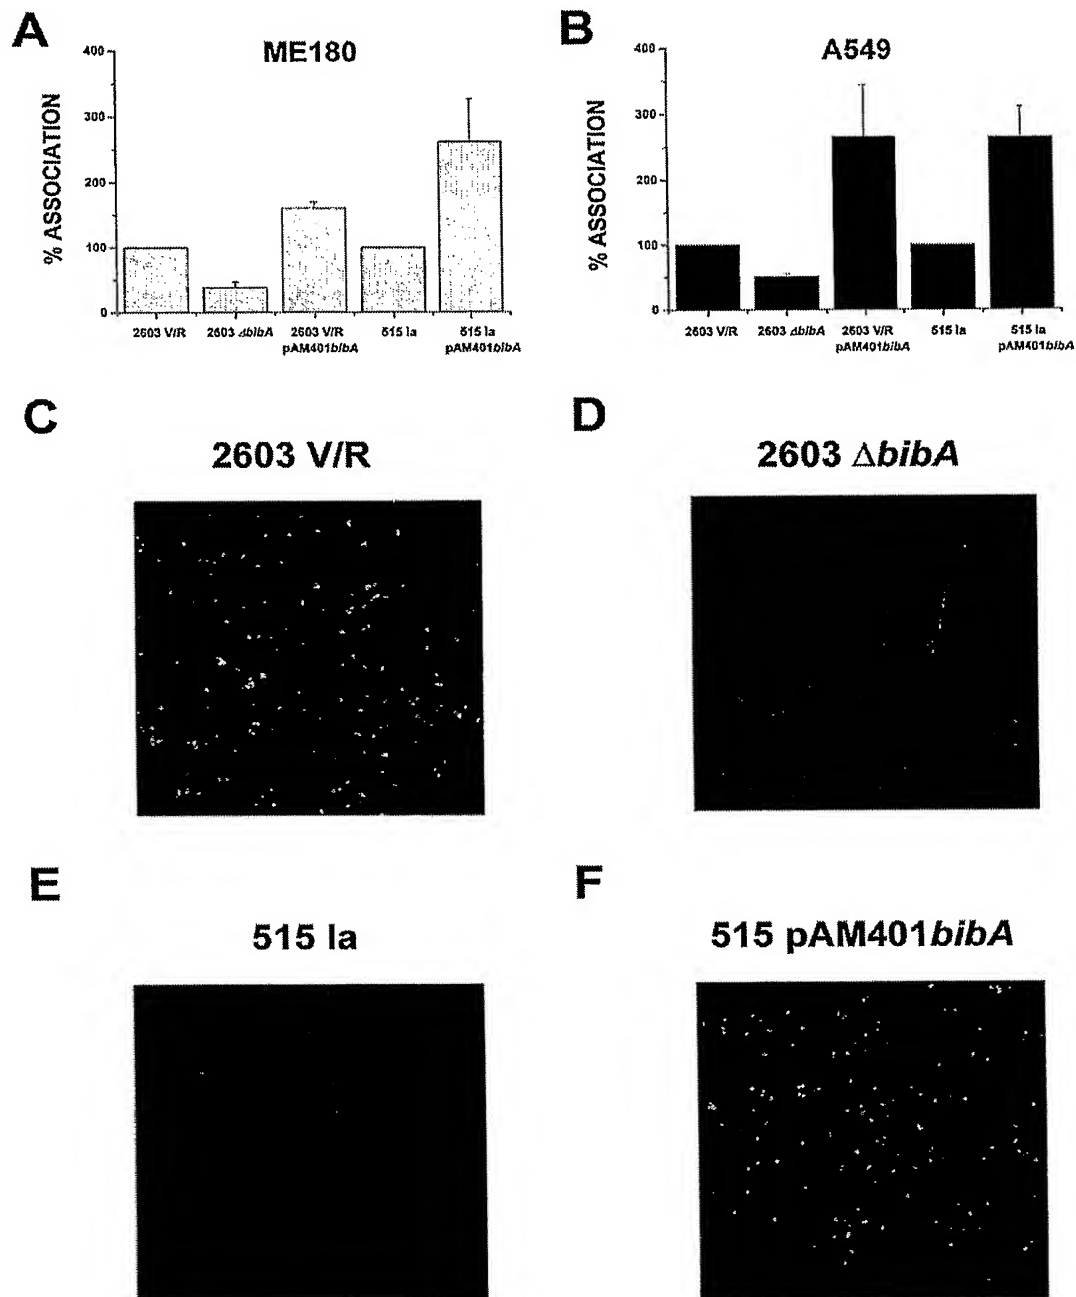 A
ME180
% ASSOCIATION
400
300
200
100
0
2603 V/R
2603 ΔbibA
2603 V/R
pAM401bibA
515 Ia
515 Ia
pAM401bibA
B
A549
% ASSOCIATION
400
300
200
100
0
2603 V/R
2603 ΔbibA
2603 V/R
pAM401bibA
515 Ia
515 Ia
pAM401bibA
C
2603 V/R
D
2603 ΔbibA
E
515 Ia
F
515 pAM401bibA